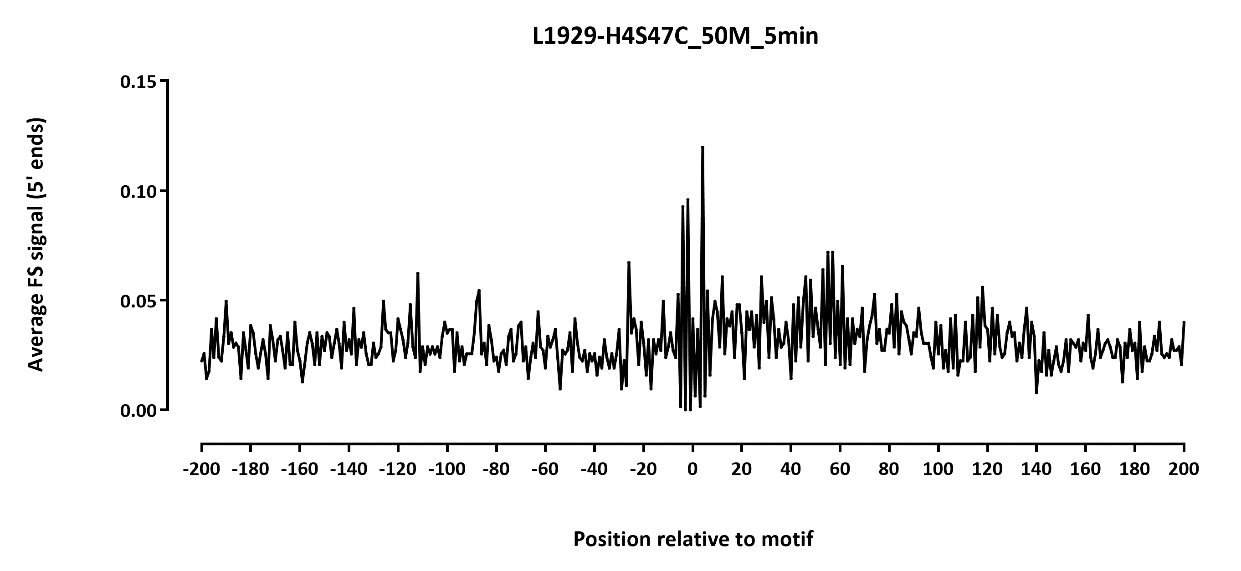 L1929-H4S47C_50M_5min
Average FS signal (5' ends)
0.15
0.10
0.05
0.00
-200 -180 -160 -140 -120 -100 -80 -60 -40 -20 0 20 40 60 80 100 120 140 160 180 200
Position relative to motif